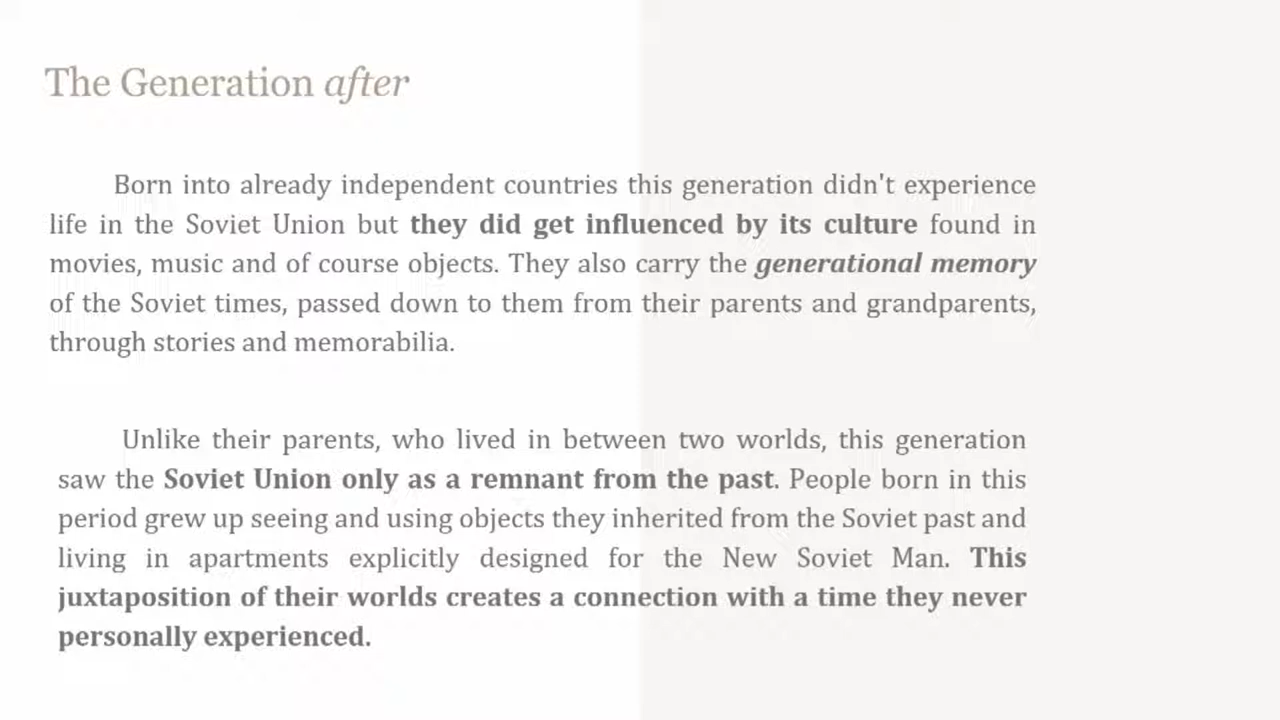 The Generation after
Born into already independent countries this generation didn't experience
life in the Soviet Union but they did get influenced by its culture found in
movies, music and of course objects. They also carry the generational memory
of the Soviet times, passed down to them from their parents and grandparents,
through stories and memorabilia.
Unlike their parents, who lived in between two worlds, this generation
saw the Soviet Union only as a remnant from the past. People born in this
period grew up seeing and using objects they inherited from the Soviet past and
living in apartments explicitly designed for the New Soviet Man. This
juxtaposition of their worlds creates a connection with a time they never
personally experienced.